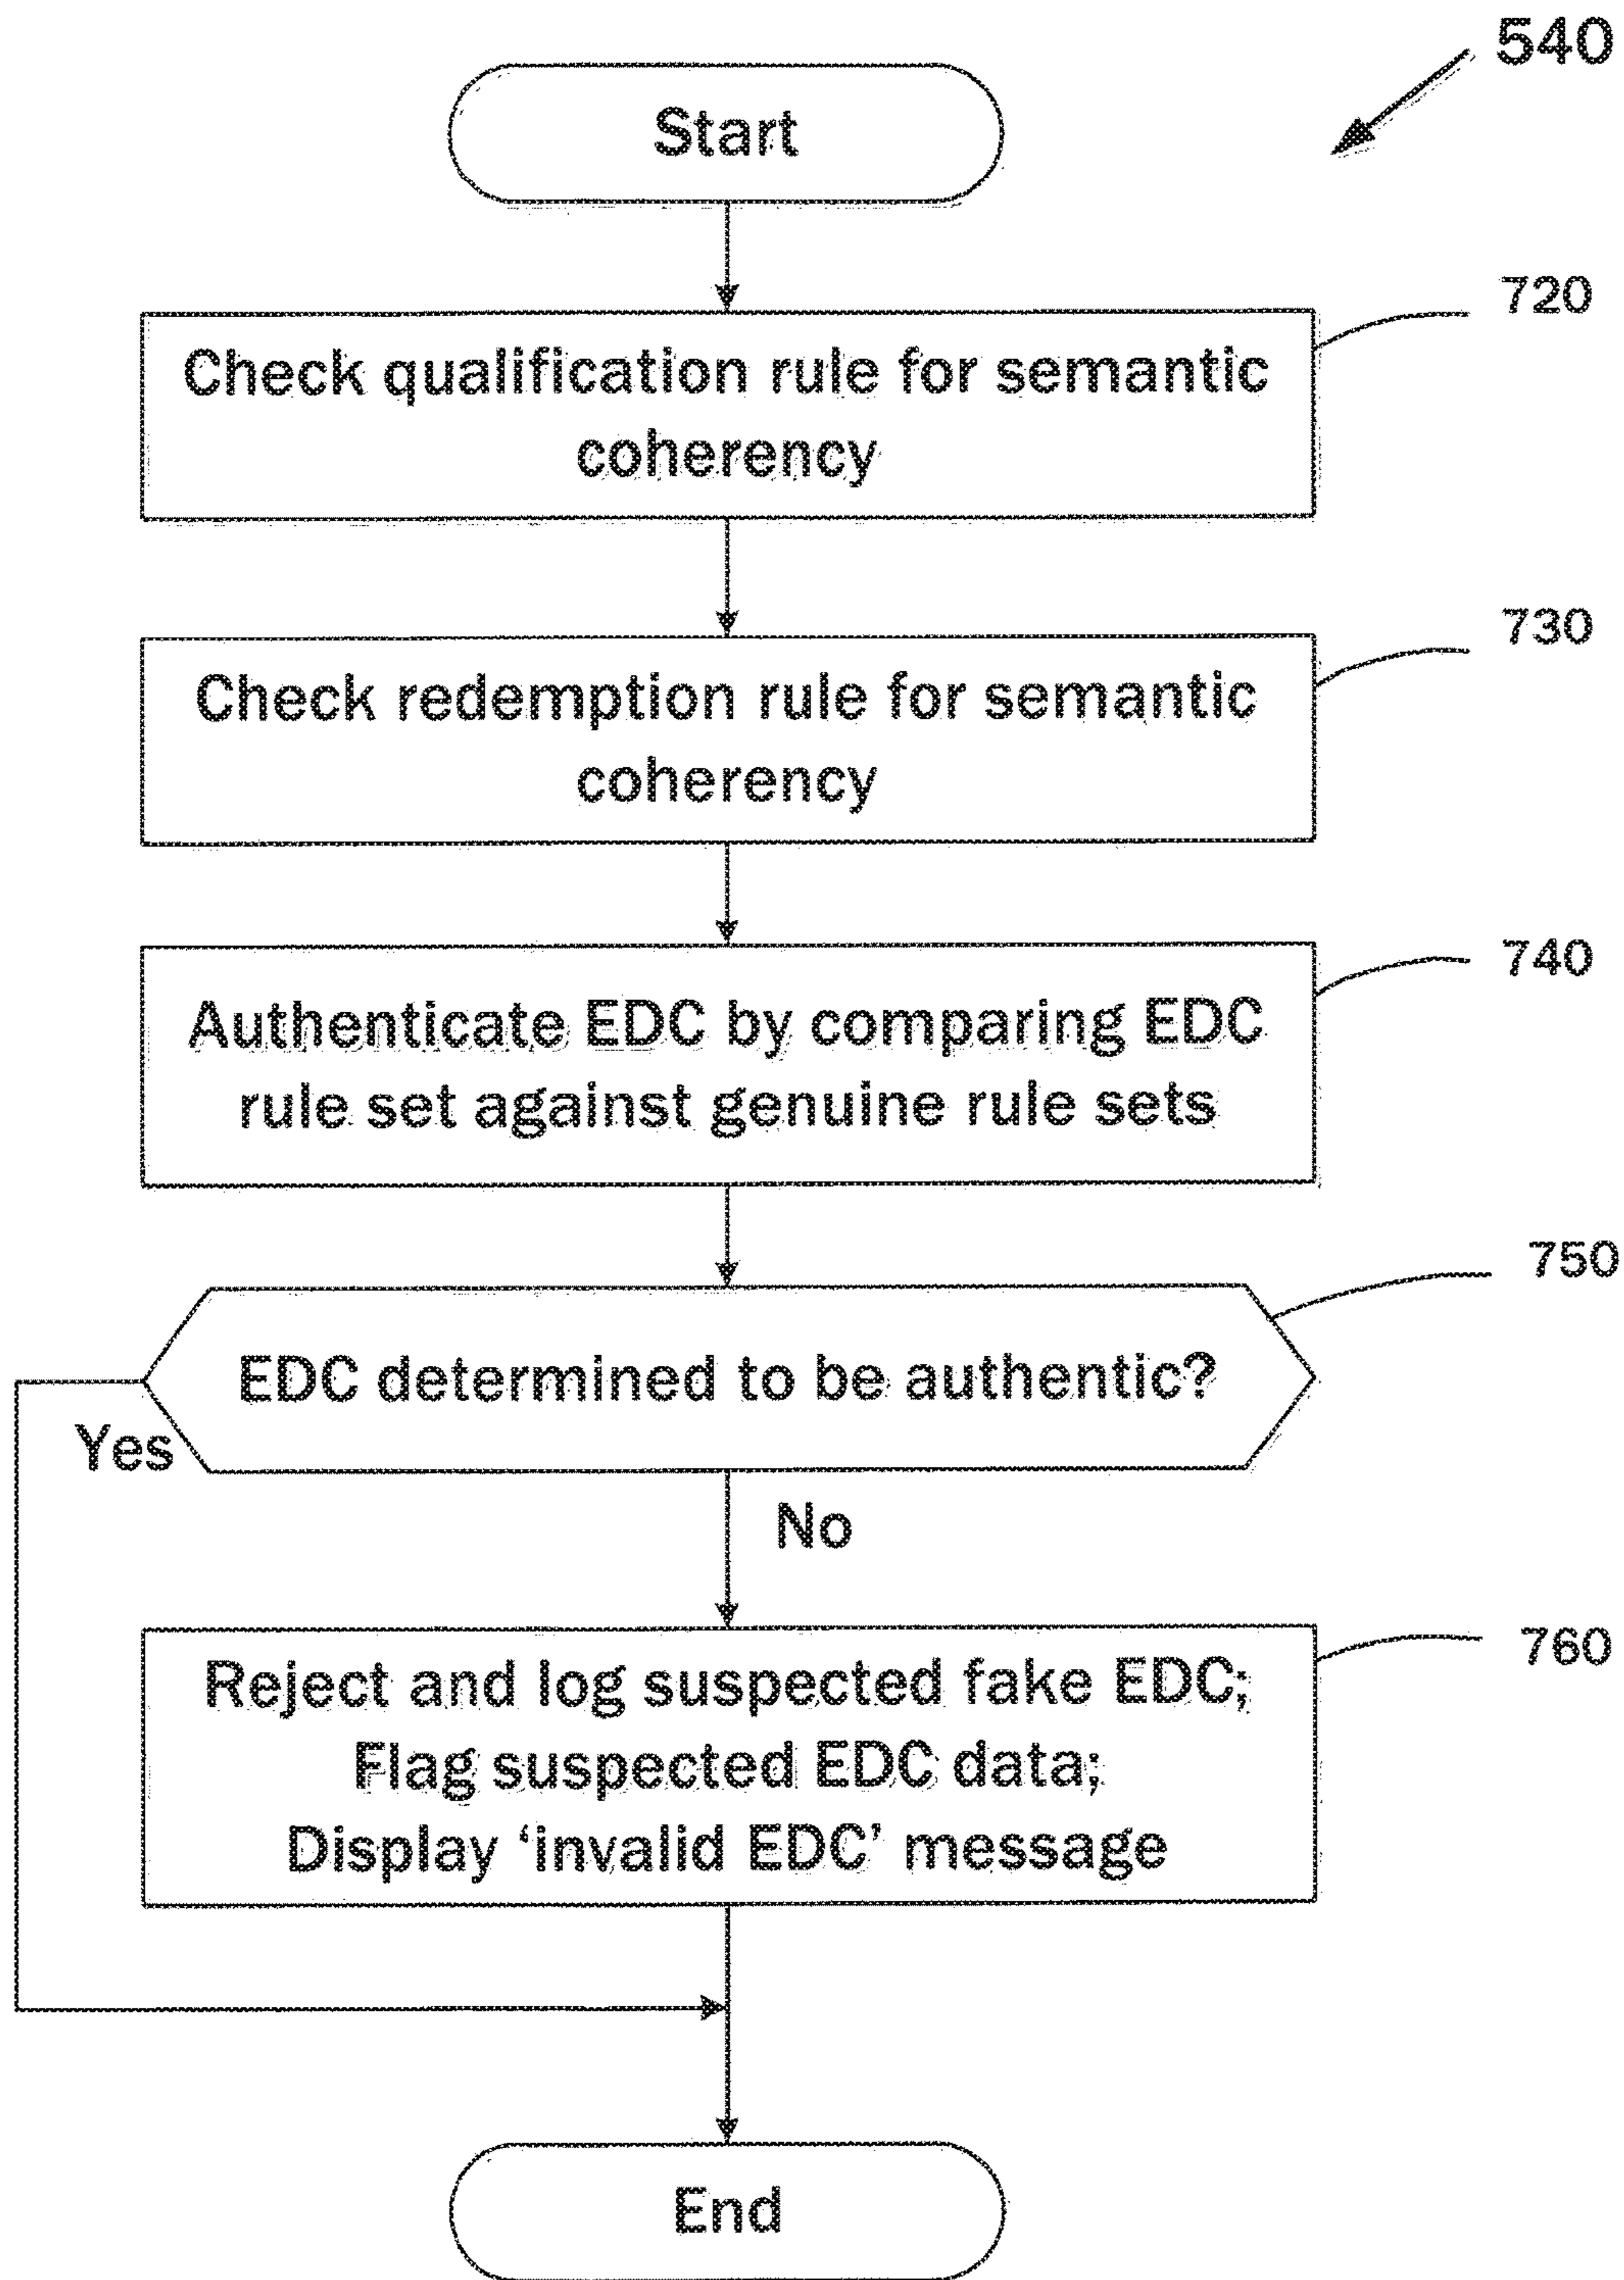 540
Start
720
Check qualification rule for semantic
coherency
730
Check redemption rule for semantic
coherency
740
Authenticate EDC by comparing EDC
rule set against genuine rule sets
750
EDC determined to be authentic?
Yes
No
760
Reject and log suspected fake EDC;
Flag suspected EDC data;
Display ‘invalid EDC’ message
End